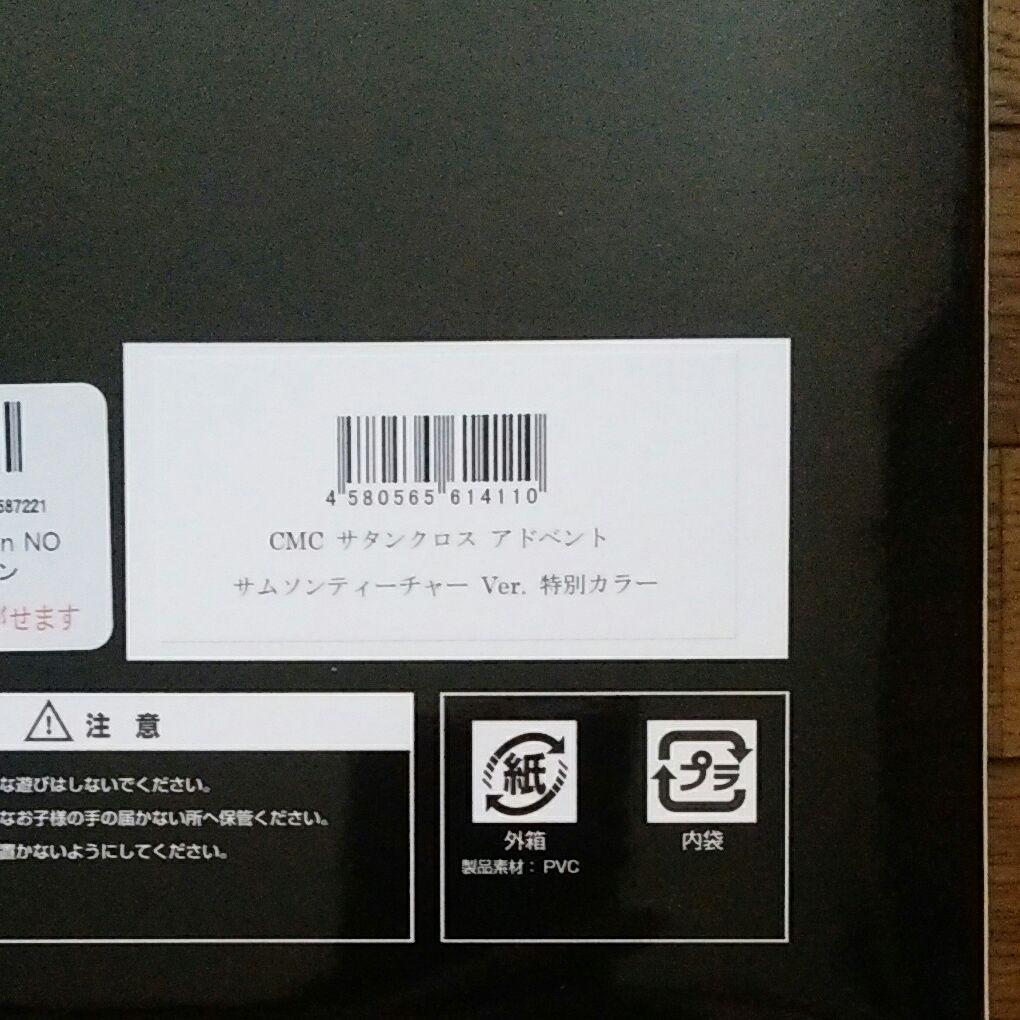 587221
n NO
ン
がせます
4 580565 614110
CMC サタンクロス アドベント
サムソンティーチャー Ver. 特別カラー
注 意
な遊びはしないでください。
なお子様の手の届かない所へ保管ください。
置かないようにしてください。
紙
外箱
製品素材：PVC
プラ
内袋